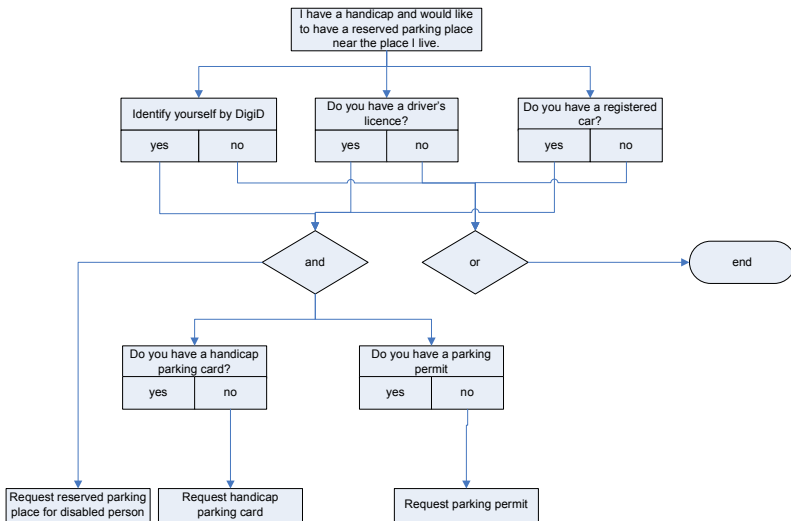 I have a handicap and would like
to have a reserved parking place
near the place I live.
Identify yourself by DigiD
yes
no
Do you have a driver's
licence?
yes
no
Do you have a registered
car?
yes
no
and
or
end
Do you have a handicap
parking card?
yes
no
Do you have a parking
permit
yes
no
Request reserved parking
place for disabled person
Request handicap
parking card
Request parking permit